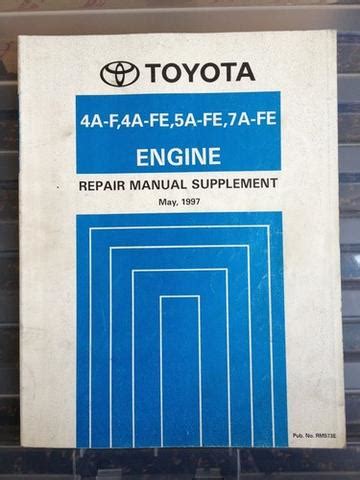 TOYOTA
4A-F,4A-FE,5A-FE,7A-FE
ENGINE
REPAIR MANUAL SUPPLEMENT
May, 1997
Pub. No. RM573E